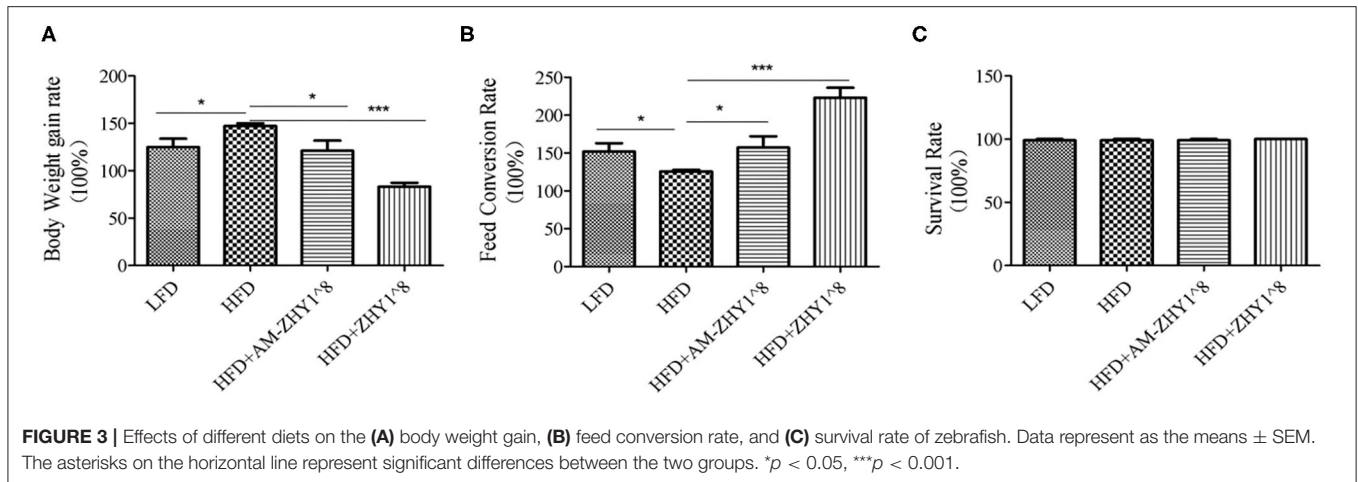 A
Body Weight gain rate
(100%)
200
150
100
50
0
*
*
***
LFD
HFD
HFD+AM-ZHY1^8
HFD+ZHY1^8
B
Feed Conversion Rate
(100%)
250
200
150
100
50
0
*
*
***
LFD
HFD
HFD+AM-ZHY1^8
HFD+ZHY1^8
C
Survival Rate
(100%)
150
100
50
0
LFD
HFD
HFD+AM-ZHY1^8
HFD+ZHY1^8
FIGURE 3 | Effects of different diets on the (A) body weight gain, (B) feed conversion rate, and (C) survival rate of zebrafish. Data represent as the means ± SEM.
The asterisks on the horizontal line represent significant differences between the two groups. *p < 0.05, ***p < 0.001.